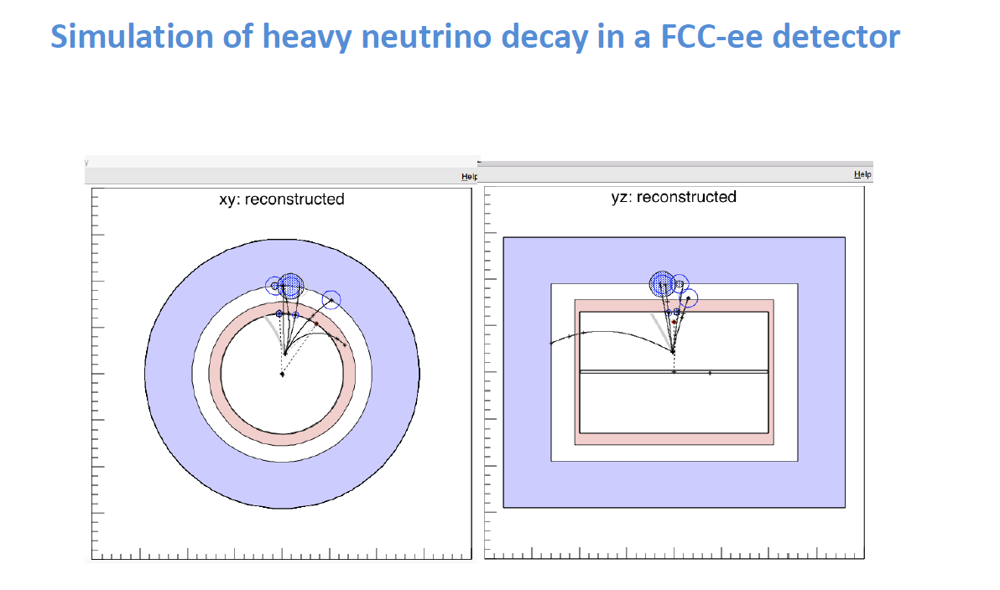 Simulation of heavy neutrino decay in a FCC-ee detector
y
Help
Help
xy: reconstructed
yz: reconstructed